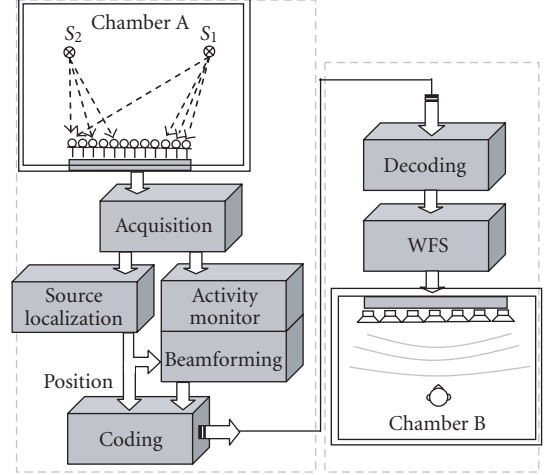 Chamber A
S2
S1
Acquisition
Source
localization
Activity
monitor
Beamforming
Position
Coding
Decoding
WFS
Chamber B